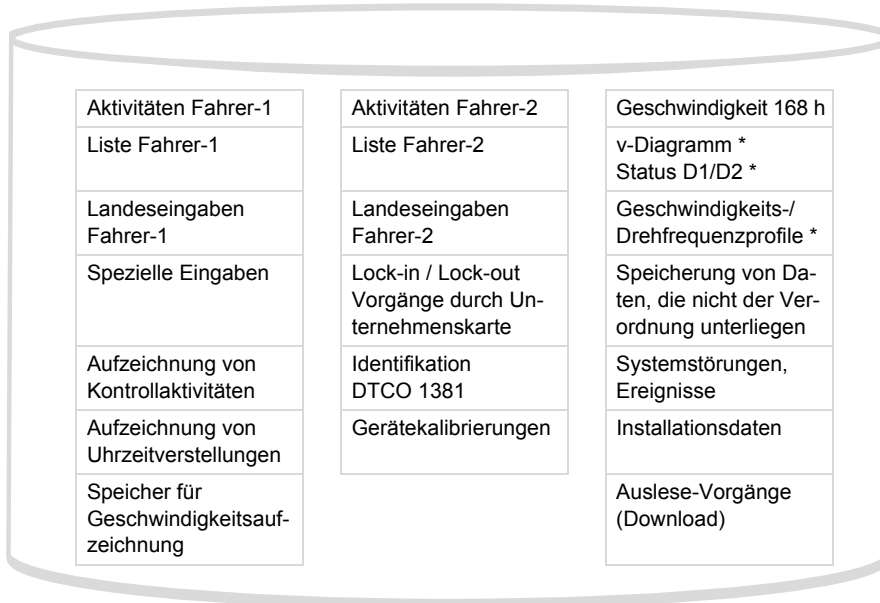 Aktivitäten Fahrer-1
Liste Fahrer-1
Landeseingaben
Fahrer-1
Spezielle Eingaben
Aufzeichnung von
Kontrollaktivitäten
Aufzeichnung von
Uhrzeitverstellungen
Speicher für
Geschwindigkeitsauf-
zeichnung
Aktivitäten Fahrer-2
Liste Fahrer-2
Landeseingaben
Fahrer-2
Lock-in / Lock-out
Vorgänge durch Un-
ternehmenskarte
Identifikation
DTCO 1381
Gerätekalibrierungen
Geschwindigkeit 168 h
v-Diagramm *
Status D1/D2 *
Geschwindigkeits-/
Drehfrequenzprofile *
Speicherung von Da-
ten, die nicht der Ver-
ordnung unterliegen
Systemstörungen,
Ereignisse
Installationsdaten
Auslese-Vorgänge
(Download)